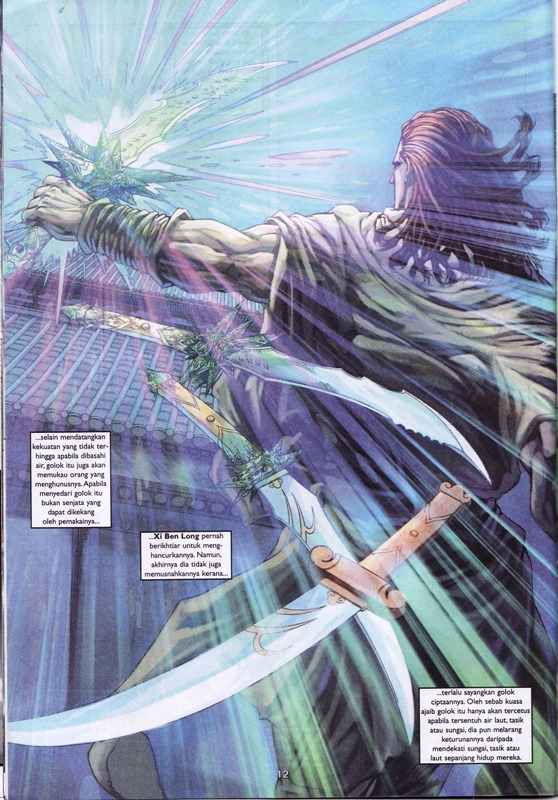 ...selain mendatangkan
kekuatan yang tidak ter-
hingga apabila dibasahi
air, golok itu juga akan
memukau orang yang
menghunusnya. Apabila
menyedari golok itu
bukan senjata yang
dapat dikekang
oleh pemakainya...
...Xi Ben Long pernah
berikhtiar untuk meng-
hancurkannya. Namun,
akhirnya dia tidak juga
memusnahkannya kerana...
...terlalu sayangkan golok
ciptaannya. Oleh sebab kuasa
ajaib golok itu hanya akan tercetus
apabila tersentuh air laut, tasik
atau sungai, dia pun melarang
keturunannya daripada
mendekati sungai, tasik atau
laut sepanjang hidup mereka.
12